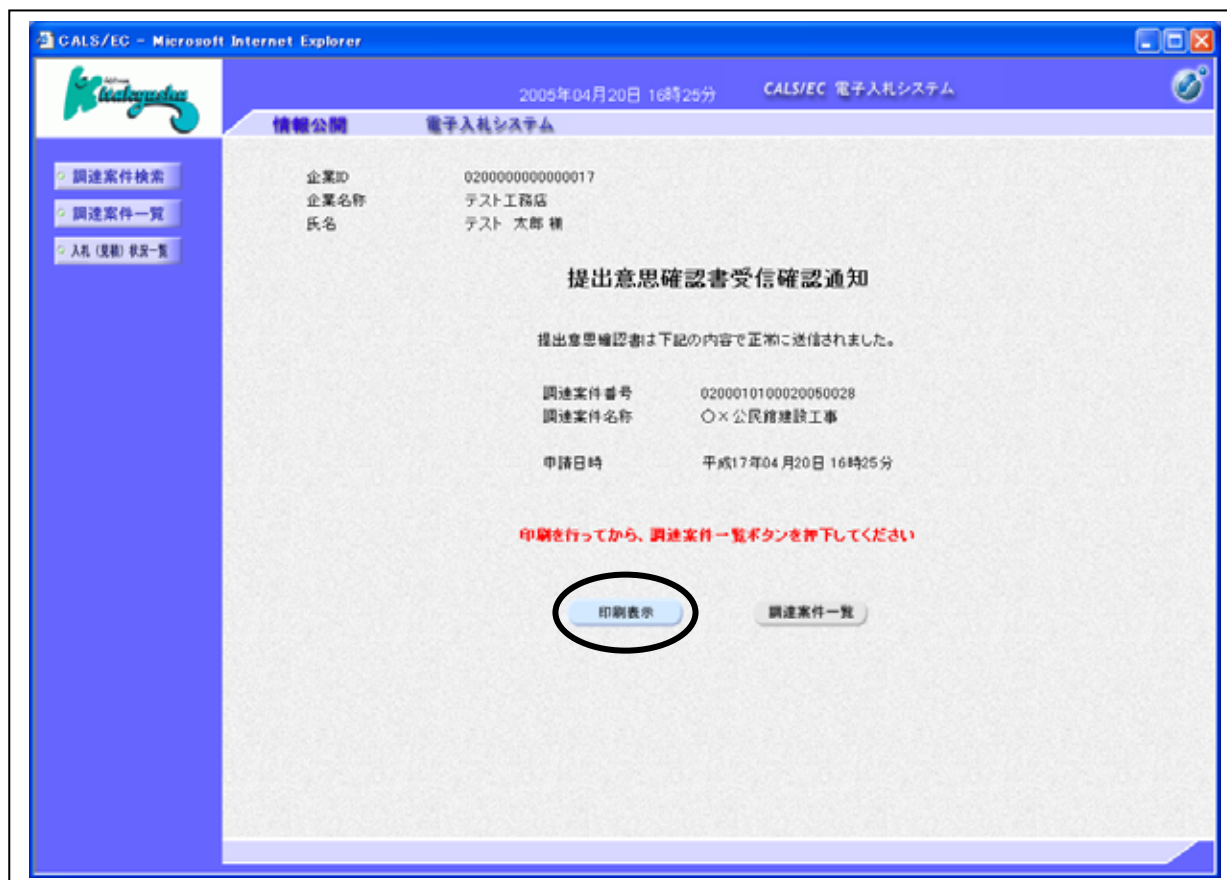 CALS/EC - Microsoft Internet Explorer
2005年04月20日 16時25分 CALS/EC 電子入札システム
情報公開 電子入札システム
調達案件検索
調達案件一覧
入札(見積)状況一覧
企業ID 0200000000000017
企業名称 テスト工務店
氏名 テスト 太郎 様
提出意思確認書受信確認通知
提出意思確認書は下記の内容で正常に送信されました。
調達案件番号 0200010100020050028
調達案件名称 ○×公民館建設工事
申請日時 平成17年04月20日 16時25分
印刷を行ってから、調達案件一覧ボタンを押下してください
印刷表示 調達案件一覧